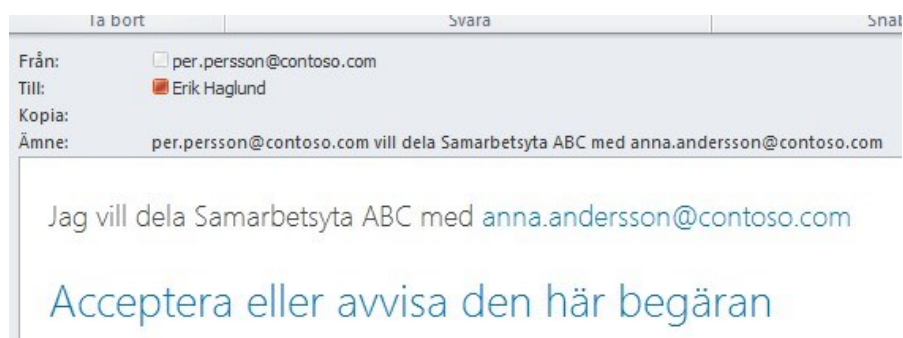 Ta bort Svara Snab
Från: per.persson@contoso.com
Till: Erik Haglund
Kopia:
Ämne: per.persson@contoso.com vill dela Samarbetsyta ABC med anna.andersson@contoso.com
Jag vill dela Samarbetsyta ABC med anna.andersson@contoso.com
Acceptera eller avvisa den här begäran